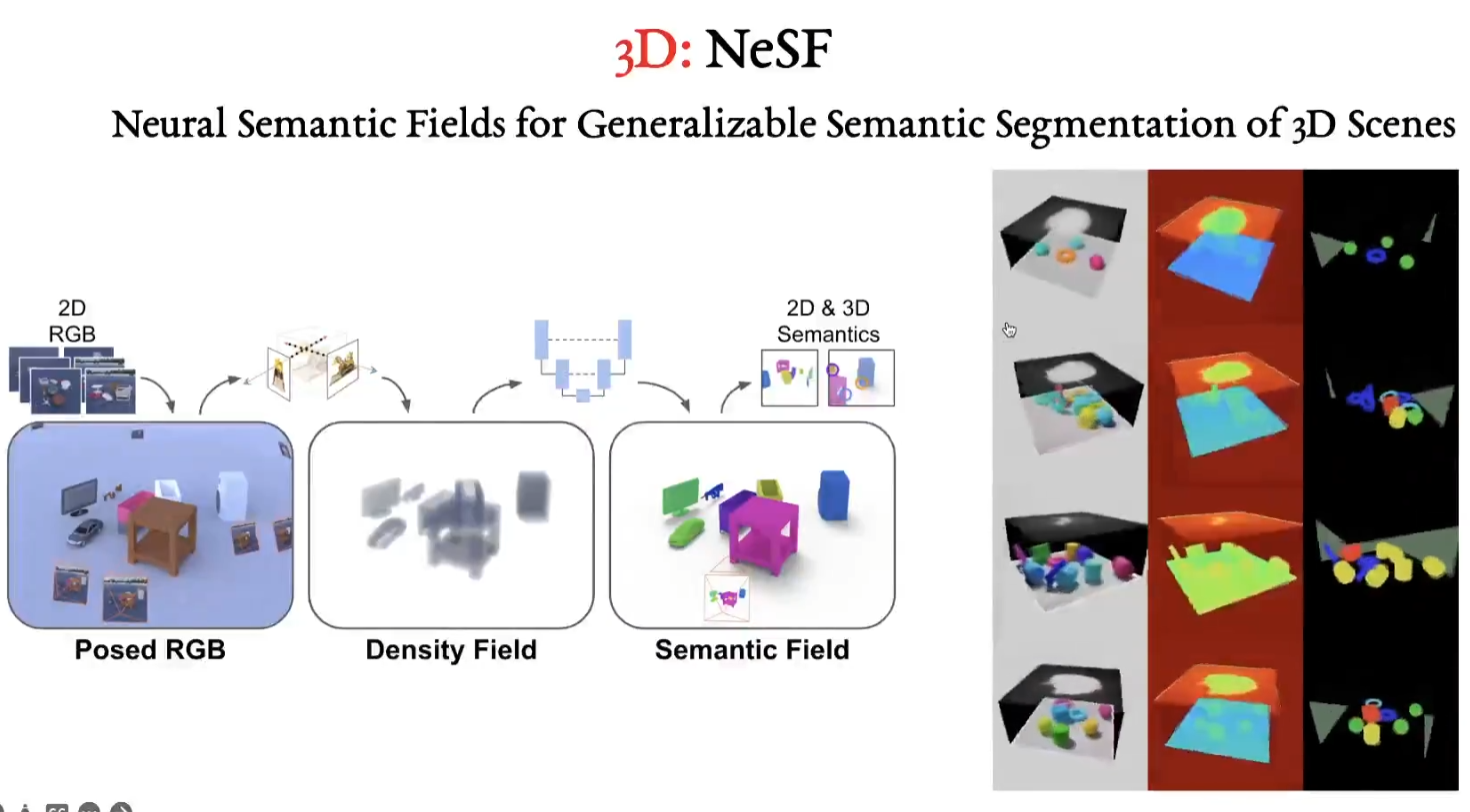 3D: NeSF
Neural Semantic Fields for Generalizable Semantic Segmentation of 3D Scenes
2D
RGB
2D & 3D
Semantics
Posed RGB
Density Field
Semantic Field